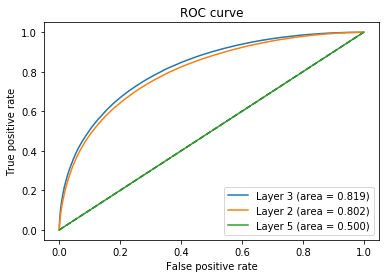 ROC curve
True positive rate
1.0
0.8
0.6
0.4
0.2
0.0
Layer 3 (area = 0.819)
Layer 2 (area = 0.802)
Layer 5 (area = 0.500)
0.0 0.2 0.4 0.6 0.8 1.0
False positive rate